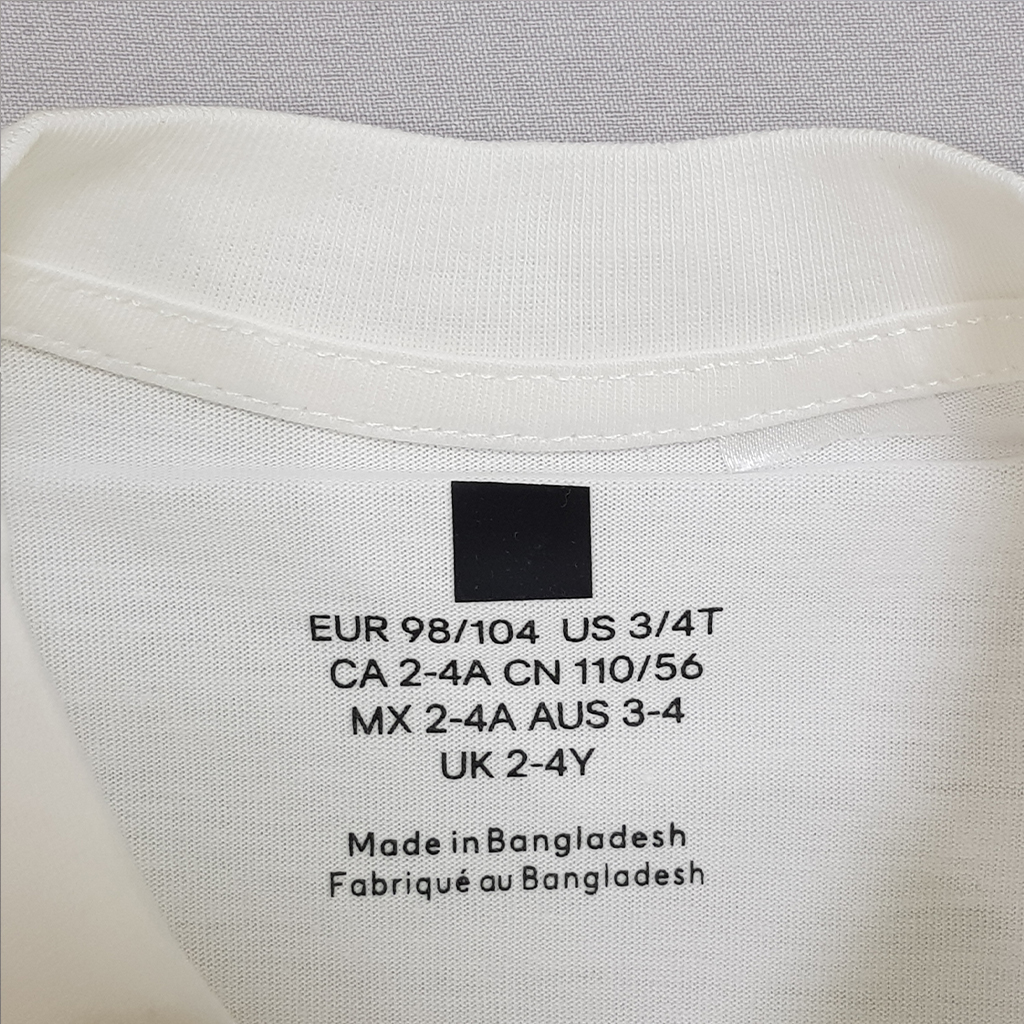 EUR 98/104 US 3/4T
CA 2-4A CN 110/56
MX 2-4A AUS 3-4
UK 2-4Y
Made in Bangladesh
Fabriqué au Bangladesh